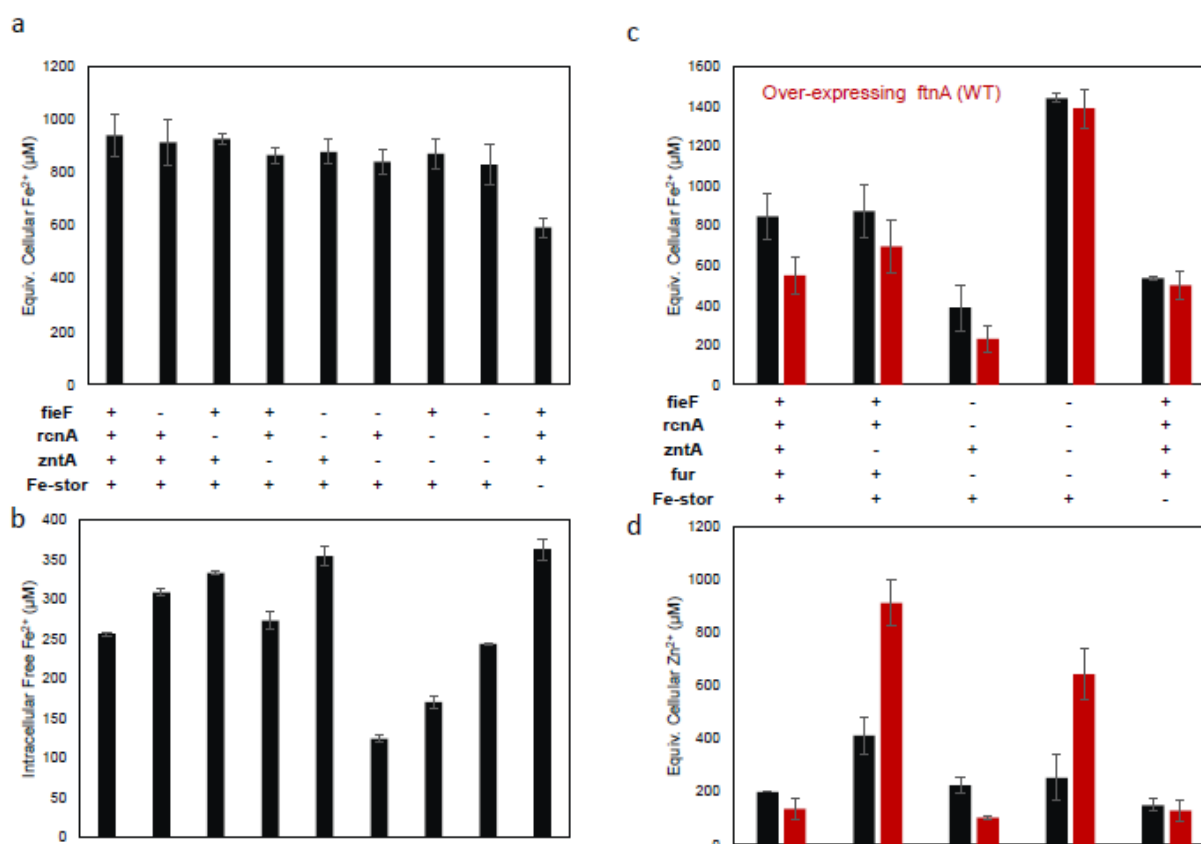 a
1200
1000
800
600
400
200
0
Equiv. Cellular Fe²⁺ (µM)
fieF + - + + - - + - +
rcnA + + - + - + - - +
zntA + + + - + - - - +
Fe-stor + + + + + + + + -
b
400
350
300
250
200
150
100
50
0
Intracellular Free Fe²⁺ (µM)
c
1600
1400
1200
1000
800
600
400
200
0
Equiv. Cellular Fe²⁺ (µM)
Over-expressing ftnA (WT)
fieF + + - - +
rcnA + + - - +
zntA + - + - +
fur + + - - +
Fe-stor + + + + -
d
1200
1000
800
600
400
200
0
Equiv. Cellular Zn²⁺ (µM)